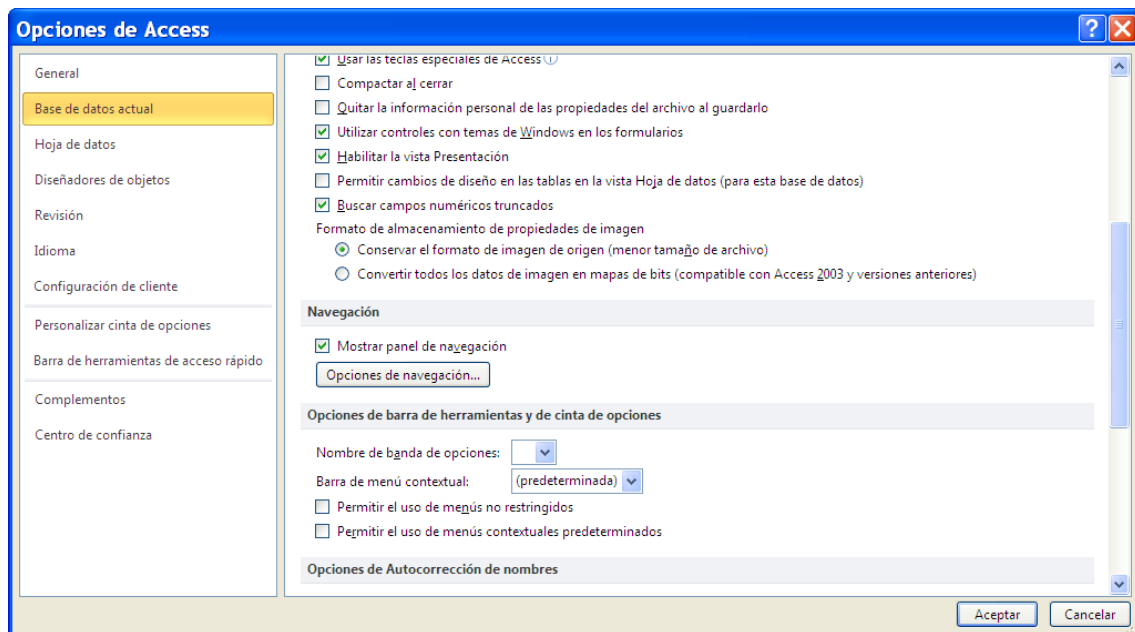 Opciones de Access
General
Base de datos actual
Hoja de datos
Diseñadores de objetos
Revisión
Idioma
Configuración de cliente
Personalizar cinta de opciones
Barra de herramientas de acceso rápido
Complementos
Centro de confianza
Usar las teclas especiales de Access
Compactar al cerrar
Quitar la información personal de las propiedades del archivo al guardarlo
Utilizar controles con temas de Windows en los formularios
Habilitar la vista Presentación
Permitir cambios de diseño en las tablas en la vista Hoja de datos (para esta base de datos)
Buscar campos numéricos truncados
Formato de almacenamiento de propiedades de imagen
Conservar el formato de imagen de origen (menor tamaño de archivo)
Convertir todos los datos de imagen en mapas de bits (compatible con Access 2003 y versiones anteriores)
Navegación
Mostrar panel de navegación
Opciones de navegación...
Opciones de barra de herramientas y de cinta de opciones
Nombre de banda de opciones:
Barra de menú contextual: (predeterminada)
Permitir el uso de menús no restringidos
Permitir el uso de menús contextuales predeterminados
Opciones de Autocorrección de nombres
Aceptar Cancelar